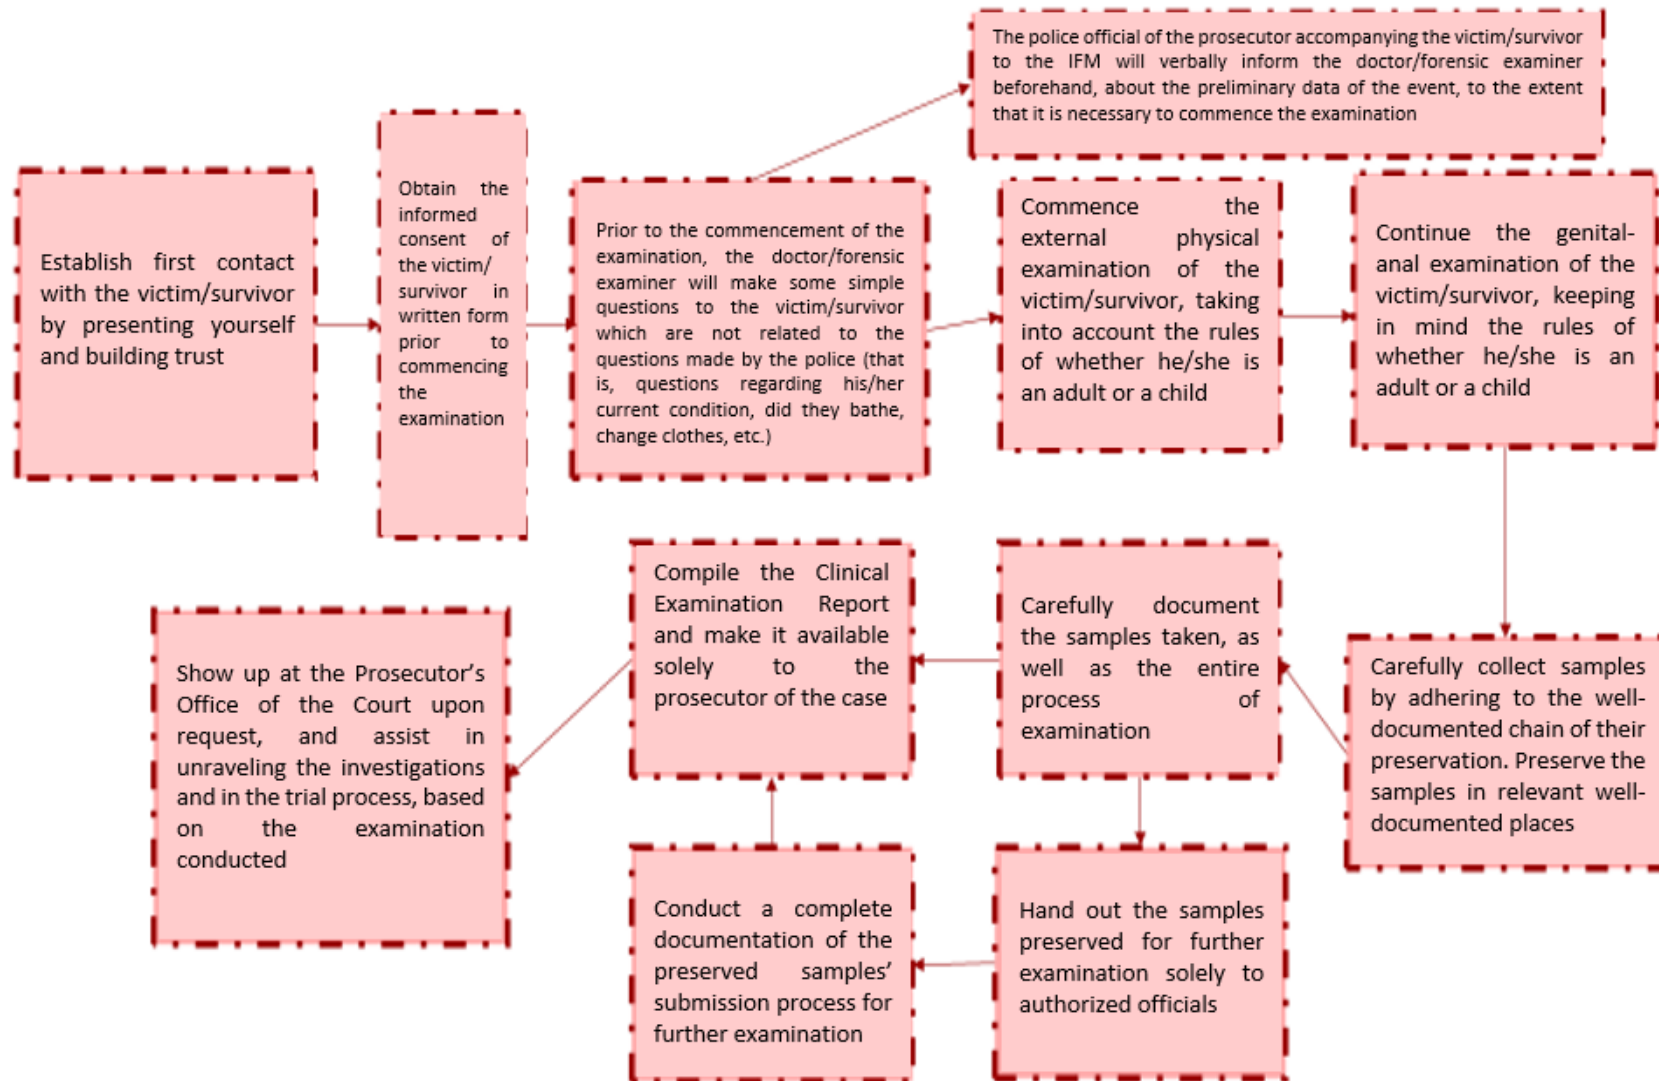 The police official of the prosecutor accompanying the victim/survivor
to the IFM will verbally inform the doctor/forensic examiner
beforehand, about the preliminary data of the event, to the extent
that it is necessary to commence the examination
Establish first contact
with the victim/survivor
by presenting yourself
and building trust
Obtain the
informed
consent of
the victim/
survivor in
written form
prior to
commencing
the
examination
Prior to the commencement of the
examination, the doctor/forensic
examiner will make some simple
questions to the victim/survivor
which are not related to the
questions made by the police (that
is, questions regarding his/her
current condition, did they bathe,
change clothes, etc.)
Commence the
external physical
examination of the
victim/survivor, taking
into account the rules
of whether he/she is
an adult or a child
Continue the genital-
anal examination of the
victim/survivor, keeping
in mind the rules of
whether he/she is an
adult or a child
Carefully collect samples
by adhering to the well-
documented chain of their
preservation. Preserve the
samples in relevant well-
documented places
Carefully document
the samples taken, as
well as the entire
process of
examination
Hand out the samples
preserved for further
examination solely to
authorized officials
Conduct a complete
documentation of the
preserved samples’
submission process for
further examination
Compile the Clinical
Examination Report
and make it available
solely to the
prosecutor of the case
Show up at the Prosecutor’s
Office of the Court upon
request, and assist in
unraveling the investigations
and in the trial process, based
on the examination
conducted